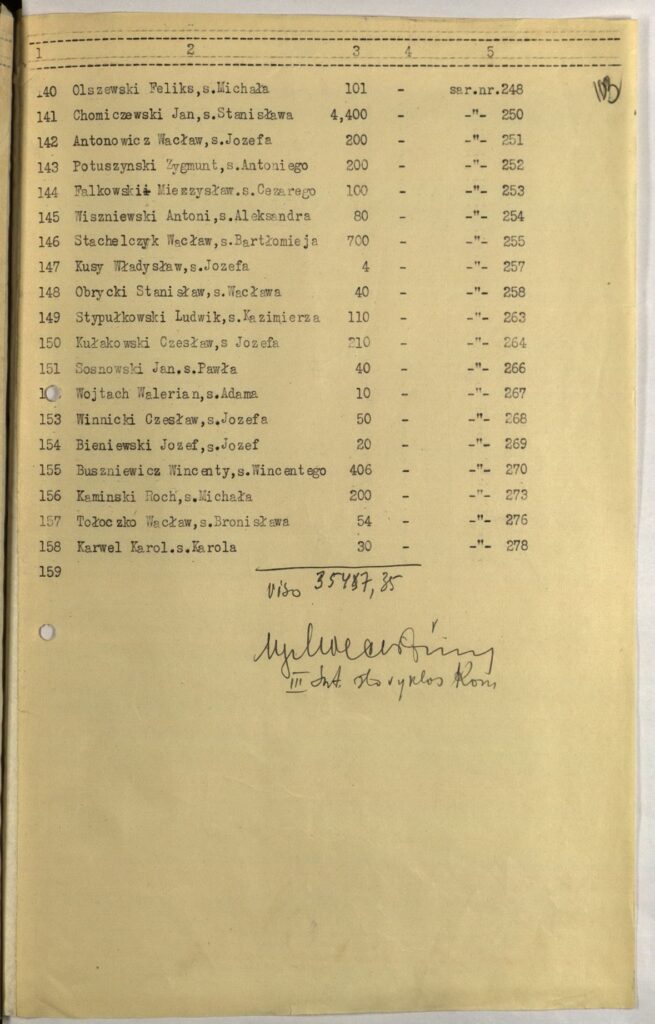 1 2 3 4 5
140 Olszewski Feliks,s.Michała 101 - sar.nr.248
141 Chomiczewski Jan,s.Stanisława 4,400 - -"- 250
142 Antonowicz Wacław,s.Jozefa 200 - -"- 251
143 Potuszynski Zygmunt,s.Antoniego 200 - -"- 252
144 Falkowski Mieczysław.s.Cezarego 100 - -"- 253
145 Wiszniewski Antoni,s.Aleksandra 80 - -"- 254
146 Stachelczyk Wacław,s.Bartłomieja 700 - -"- 255
147 Kusy Władysław,s.Jozefa 4 - -"- 257
148 Obrycki Stanisław,s.Wacława 40 - -"- 258
149 Stypułkowski Ludwik,s.Kazimierza 110 - -"- 263
150 Kułakowski Czesław,s Jozefa 210 - -"- 264
151 Sosnowski Jan.s.Pawła 40 - -"- 266
Wojtach Walerian,s.Adama 10 - -"- 267
153 Winnicki Czesław,s.Jozefa 50 - -"- 268
154 Bieniewski Jozef,s.Jozef 20 - -"- 269
155 Buszniewicz Wincenty,s.Wincentego 406 - -"- 270
156 Kaminski Roch,s.Michała 200 - -"- 273
157 Tołoczko Wacław,s.Bronisława 54 - -"- 276
158 Karwel Karol.s.Karola 30 - -"- 278
159
viso
III